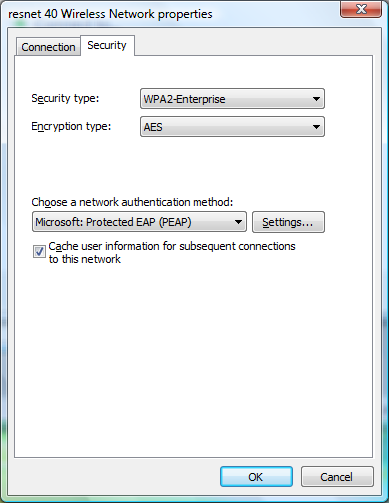 resnet 40 Wireless Network properties
Connection
Security
Security type:
WPA2-Enterprise
Encryption type:
AES
Choose a network authentication method:
Microsoft: Protected EAP (PEAP)
Settings...
Cache user information for subsequent connections
to this network
OK
Cancel